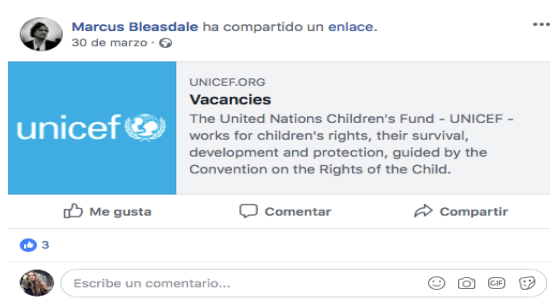 Marcus Bleasdale ha compartido un enlace.
30 de marzo ·
unicef
UNICEF.ORG
Vacancies
The United Nations Children's Fund - UNICEF -
works for children's rights, their survival,
development and protection, guided by the
Convention on the Rights of the Child.
Me gusta
Comentar
Compartir
3
Escribe un comentario...
GIF